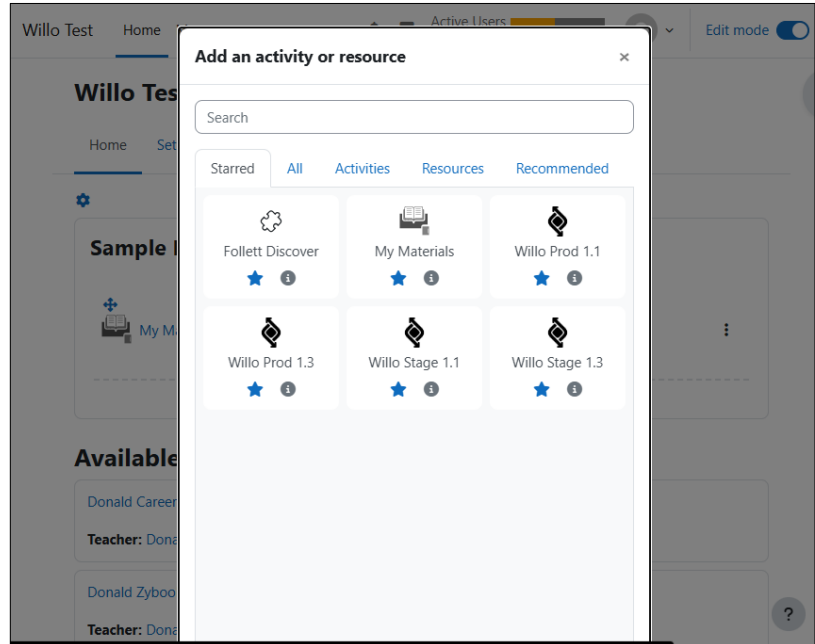 Willo Test Home Active Users Edit mode
Add an activity or resource ×
Willo Tes
Search
Home Set
Starred All Activities Resources Recommended
Follett Discover My Materials Willo Prod 1.1
Sample
My M
Willo Prod 1.3 Willo Stage 1.1 Willo Stage 1.3
Available
Donald Career
Teacher: Dona
Donald Zyboo
Teacher: Dona
?